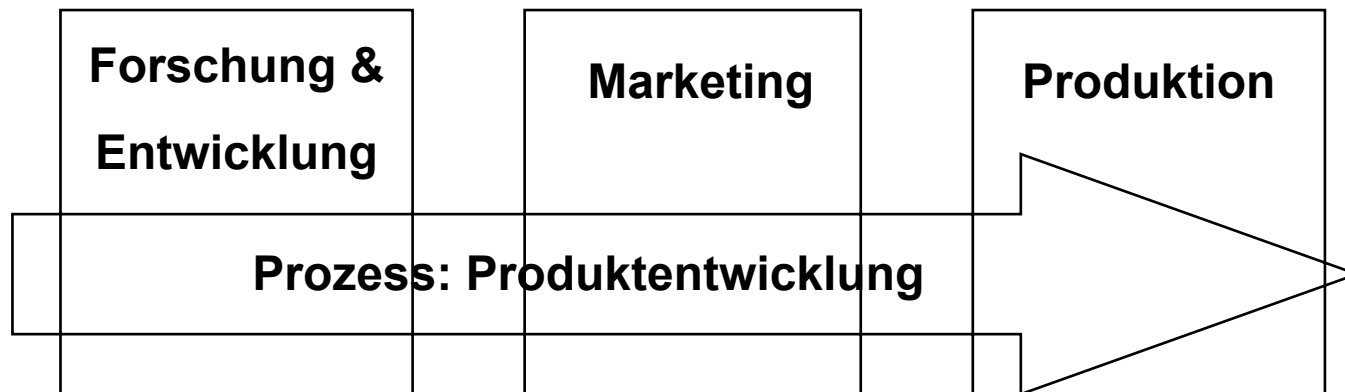 Forschung &
Entwicklung
Marketing
Produktion
Prozess: Produktentwicklung